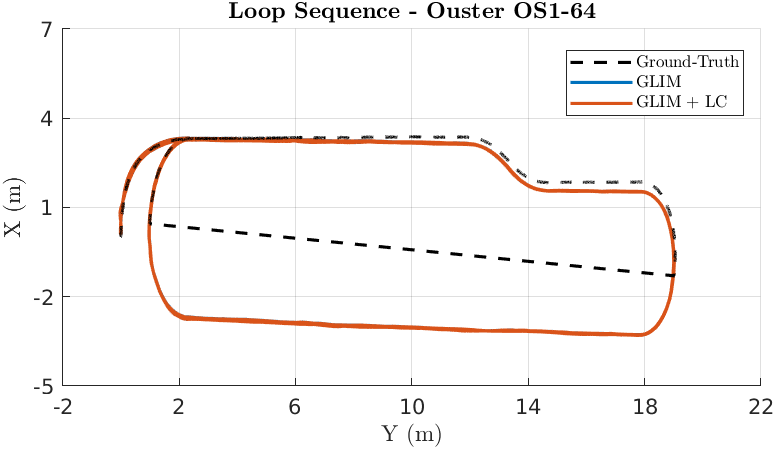 Loop Sequence - Ouster OS1-64
7
4
1
-2
-5
X (m)
Ground-Truth
GLIM
GLIM + LC
-2
2
6
10
14
18
22
Y (m)